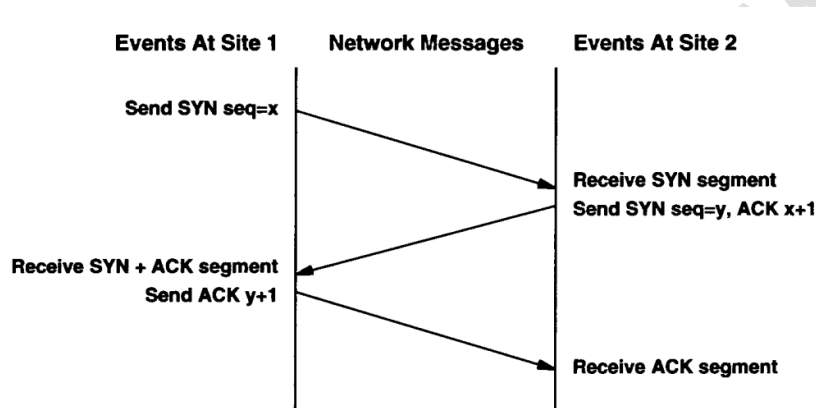 Events At Site 1 Network Messages Events At Site 2
Send SYN seq=x
Receive SYN segment
Send SYN seq=y, ACK x+1
Receive SYN + ACK segment
Send ACK y+1
Receive ACK segment